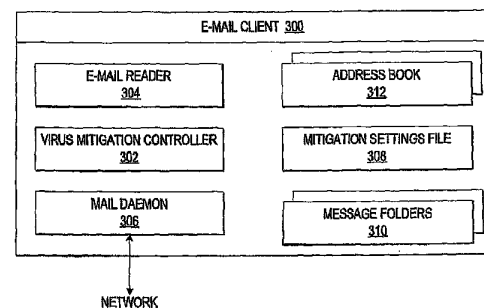 E-MAIL CLIENT 300
E-MAIL READER
304
ADDRESS BOOK
312
VIRUS MITIGATION CONTROLLER
302
MITIGATION SETTINGS FILE
308
MAIL DAEMON
306
MESSAGE FOLDERS
310
NETWORK